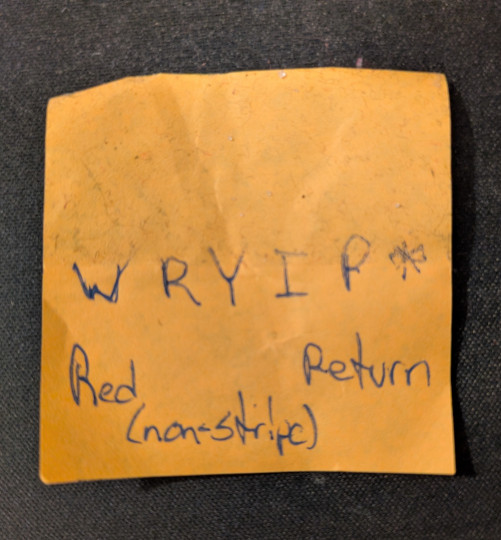 W R Y I P *
Red Return
(non-stripe)